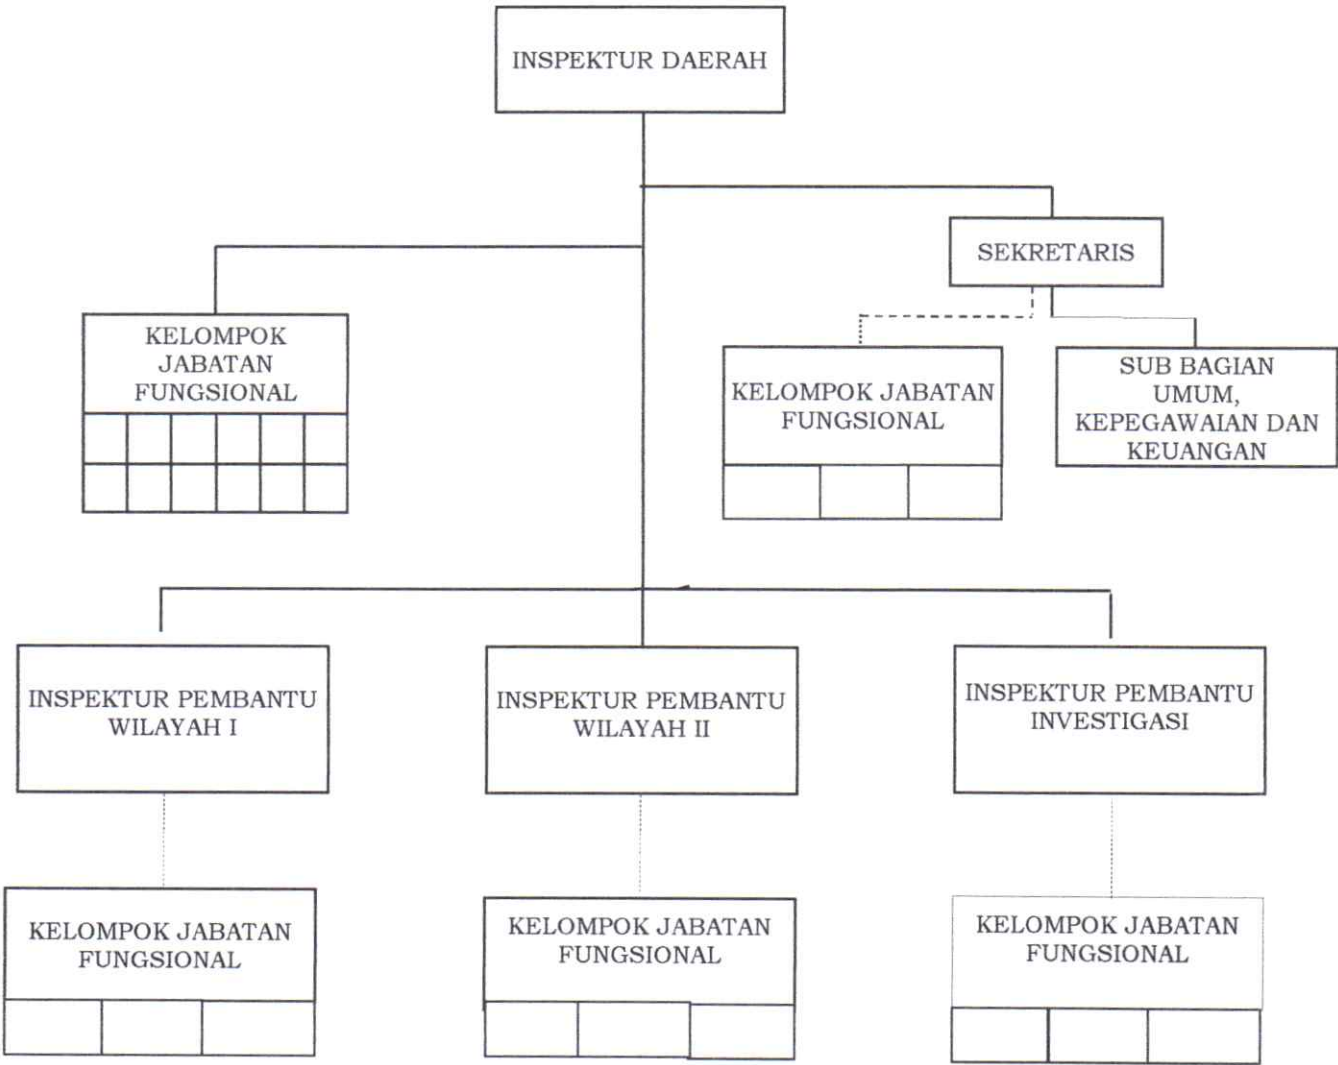 INSPEKTUR DAERAH
SEKRETARIS
KELOMPOK
JABATAN
FUNGSIONAL
KELOMPOK JABATAN
FUNGSIONAL
SUB BAGIAN
UMUM,
KEPEGAWAIAN DAN
KEUANGAN
INSPEKTUR PEMBANTU
WILAYAH I
INSPEKTUR PEMBANTU
WILAYAH II
INSPEKTUR PEMBANTU
INVESTIGASI
KELOMPOK JABATAN
FUNGSIONAL
KELOMPOK JABATAN
FUNGSIONAL
KELOMPOK JABATAN
FUNGSIONAL